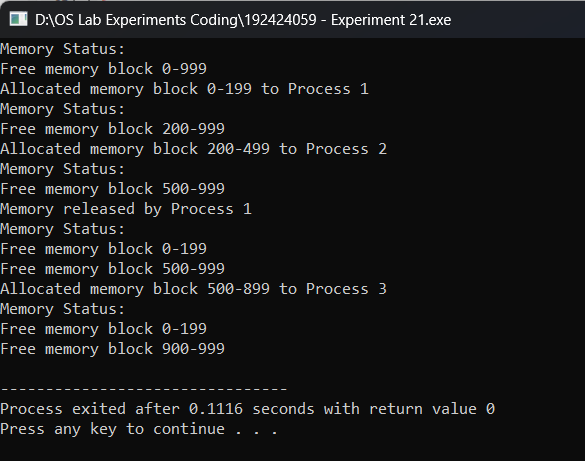 D:\OS Lab Experiments Coding\192424059 - Experiment 21.exe
Memory Status:
Free memory block 0-999
Allocated memory block 0-199 to Process 1
Memory Status:
Free memory block 200-999
Allocated memory block 200-499 to Process 2
Memory Status:
Free memory block 500-999
Memory released by Process 1
Memory Status:
Free memory block 0-199
Free memory block 500-999
Allocated memory block 500-899 to Process 3
Memory Status:
Free memory block 0-199
Free memory block 900-999
--------------------------------
Process exited after 0.1116 seconds with return value 0
Press any key to continue . . .